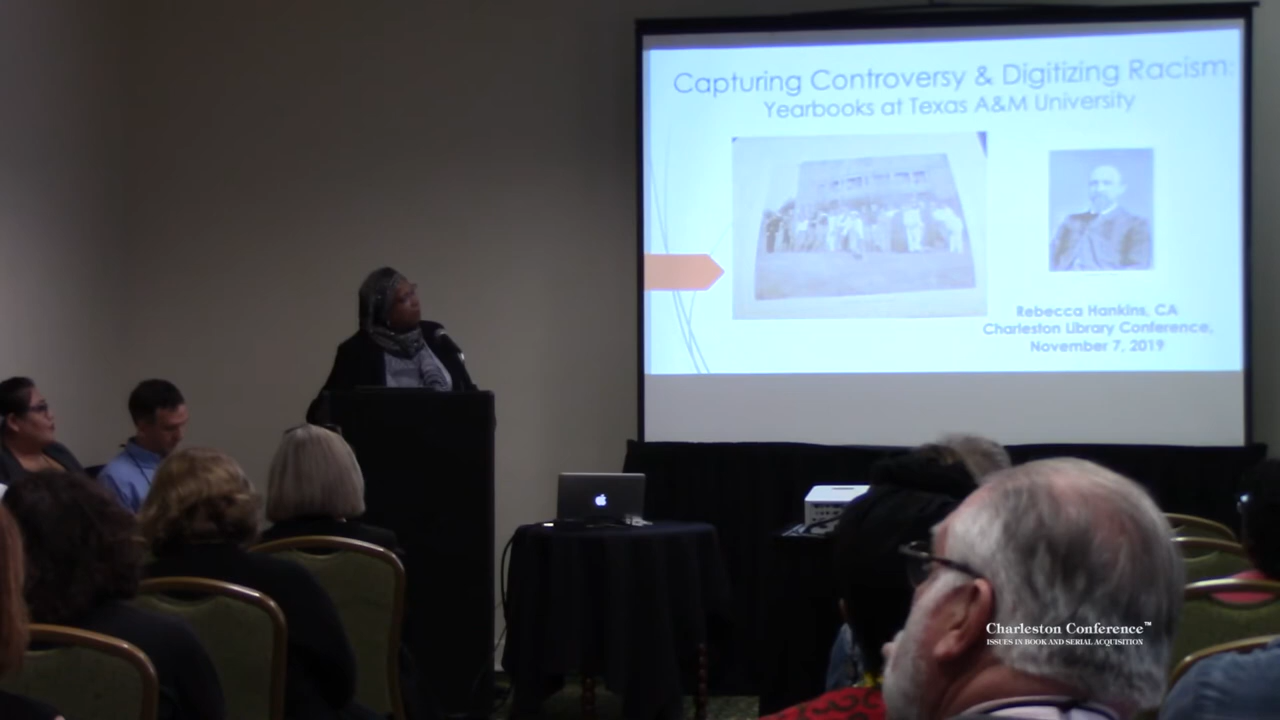 Capturing Controversy & Digitizing Racism:
Yearbooks at Texas A&M University
Rebecca Hankins, CA
Charleston Library Conference,
November 7, 2019
Charleston Conference™
ISSUES IN BOOK AND SERIAL ACQUISITION